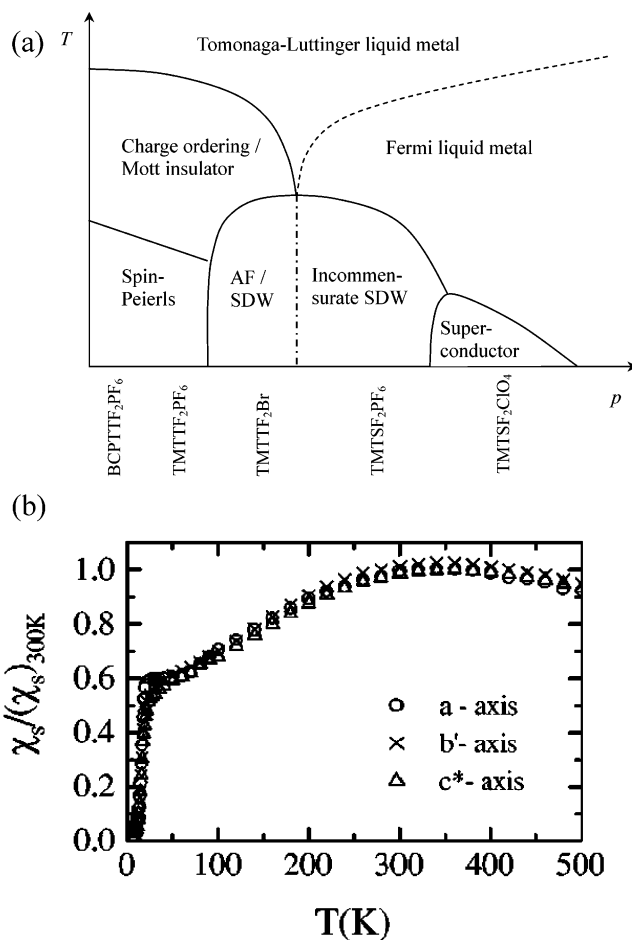 (a)
T
Tomonaga-Luttinger liquid metal
Charge ordering /
Mott insulator
Fermi liquid metal
Spin-
Peierls
AF /
SDW
Incommen-
surate SDW
Super-
conductor
p
BCPTTF₂PF₆
TMTTF₂PF₆
TMTTF₂Br
TMTSF₂PF₆
TMTSF₂ClO₄
(b)
χₛ/(χₛ)₃₀₀K
1.0
0.8
0.6
0.4
0.2
0.0
a - axis
b'- axis
c*- axis
0 100 200 300 400 500
T(K)